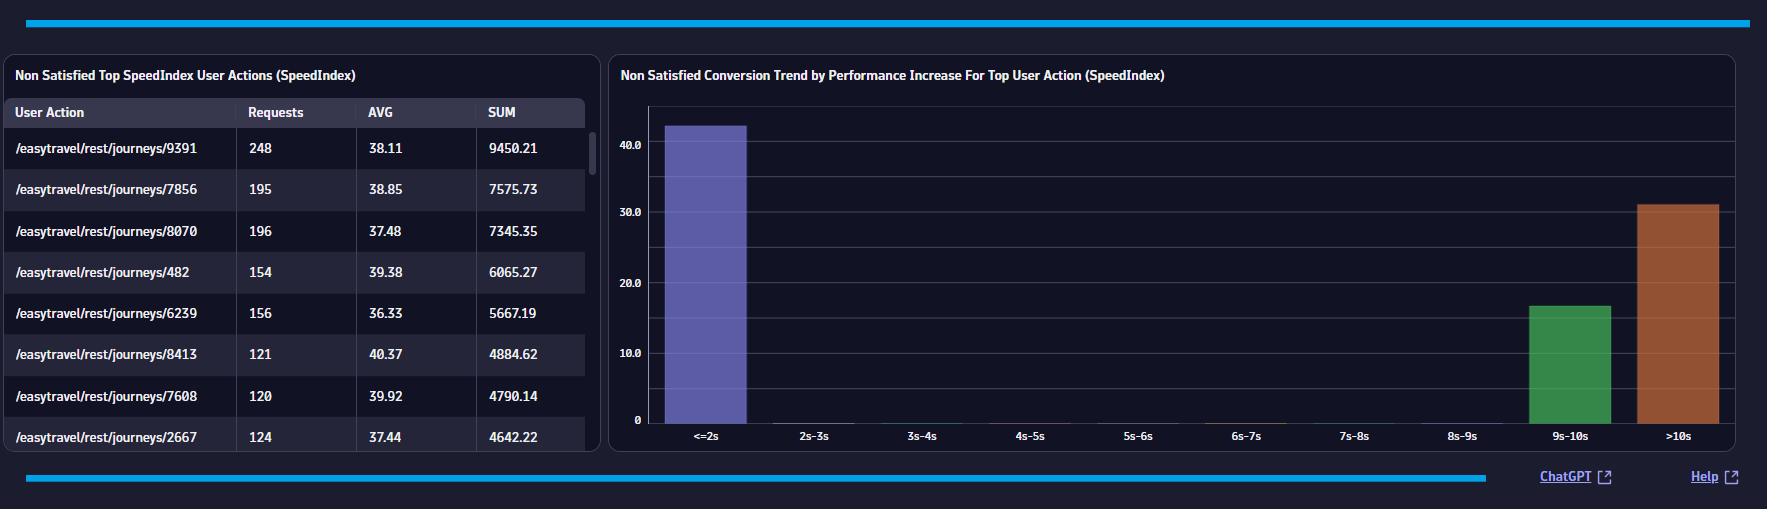 Non Satisfied Top SpeedIndex User Actions (SpeedIndex)
User Action Requests AVG SUM
/easytravel/rest/journeys/9391 248 38.11 9450.21
/easytravel/rest/journeys/7856 195 38.85 7575.73
/easytravel/rest/journeys/8070 196 37.48 7345.35
/easytravel/rest/journeys/482 154 39.38 6065.27
/easytravel/rest/journeys/6239 156 36.33 5667.19
/easytravel/rest/journeys/8413 121 40.37 4884.62
/easytravel/rest/journeys/7608 120 39.92 4790.14
/easytravel/rest/journeys/2667 124 37.44 4642.22
Non Satisfied Conversion Trend by Performance Increase For Top User Action (SpeedIndex)
40.0
30.0
20.0
10.0
0
<=2s 2s-3s 3s-4s 4s-5s 5s-6s 6s-7s 7s-8s 8s-9s 9s-10s >10s
ChatGPT Help